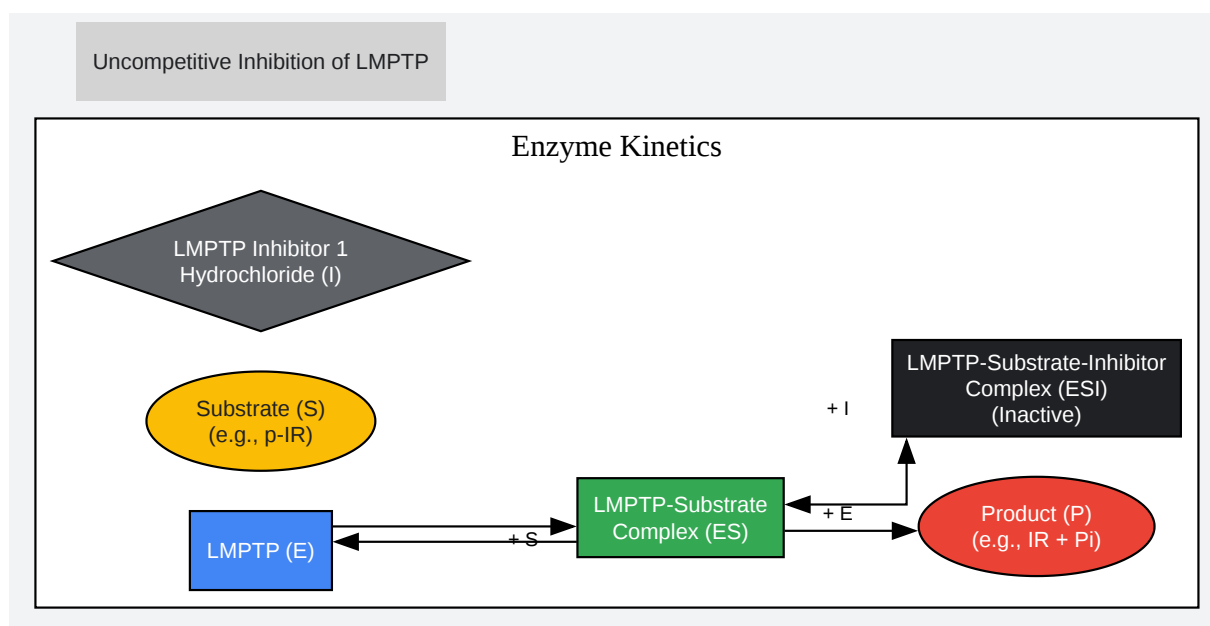 Uncompetitive Inhibition of LMPTP
Enzyme Kinetics
LMPTP Inhibitor 1
Hydrochloride (I)
LMPTP-Substrate-Inhibitor
Complex (ESI)
(Inactive)
Substrate (S)
(e.g., p-IR)
+ I
LMPTP-Substrate
Complex (ES)
+ E
Product (P)
(e.g., IR + Pi)
LMPTP (E)
+ S